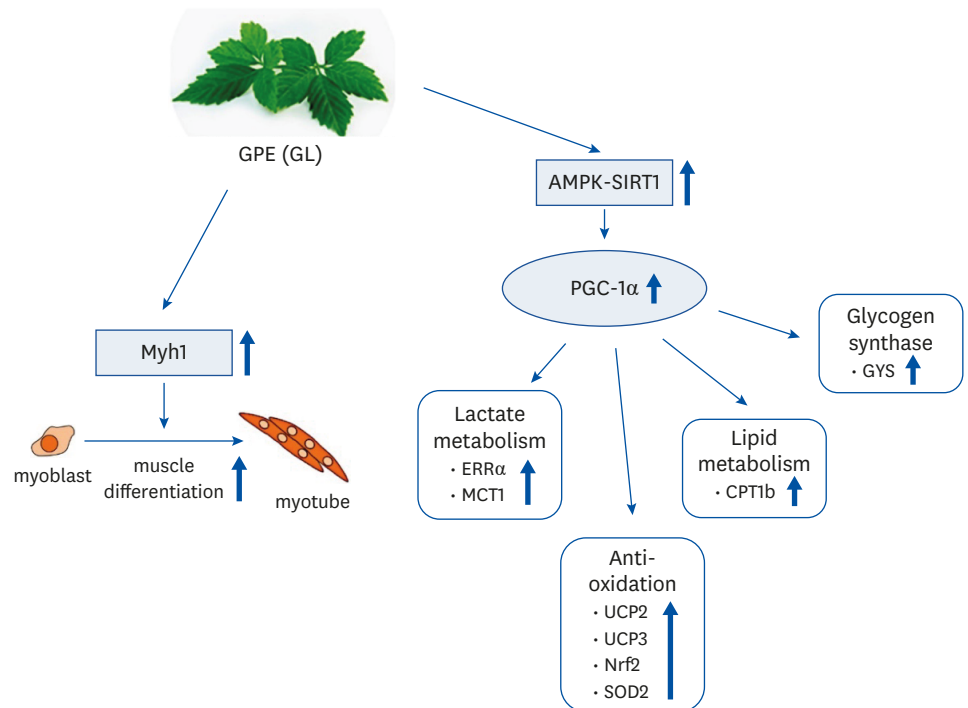 GPE (GL)
AMPK-SIRT1
PGC-1α
Myh1
myoblast
muscle
differentiation
myotube
Lactate
metabolism
· ERRα
· MCT1
Anti-
oxidation
· UCP2
· UCP3
· Nrf2
· SOD2
Lipid
metabolism
· CPT1b
Glycogen
synthase
· GYS